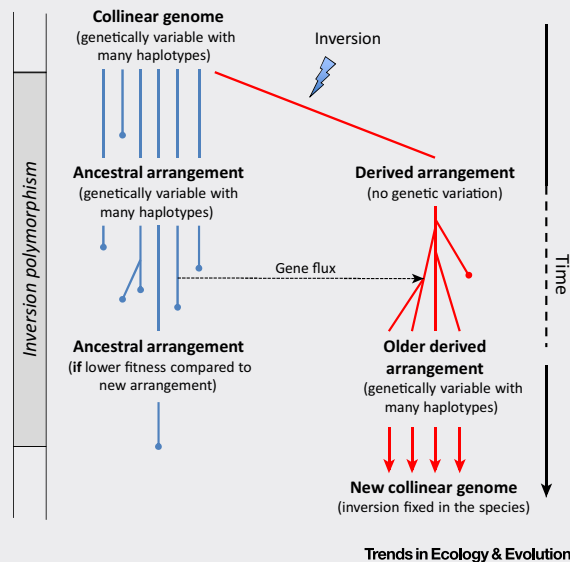 Collinear genome
(genetically variable with
many haplotypes)
Inversion
Inversion polymorphism
Ancestral arrangement
(genetically variable with
many haplotypes)
Derived arrangement
(no genetic variation)
Time
Gene flux
Ancestral arrangement
(if lower fitness compared to
new arrangement)
Older derived
arrangement
(genetically variable with
many haplotypes)
New collinear genome
(inversion fixed in the species)
Trends in Ecology & Evolution